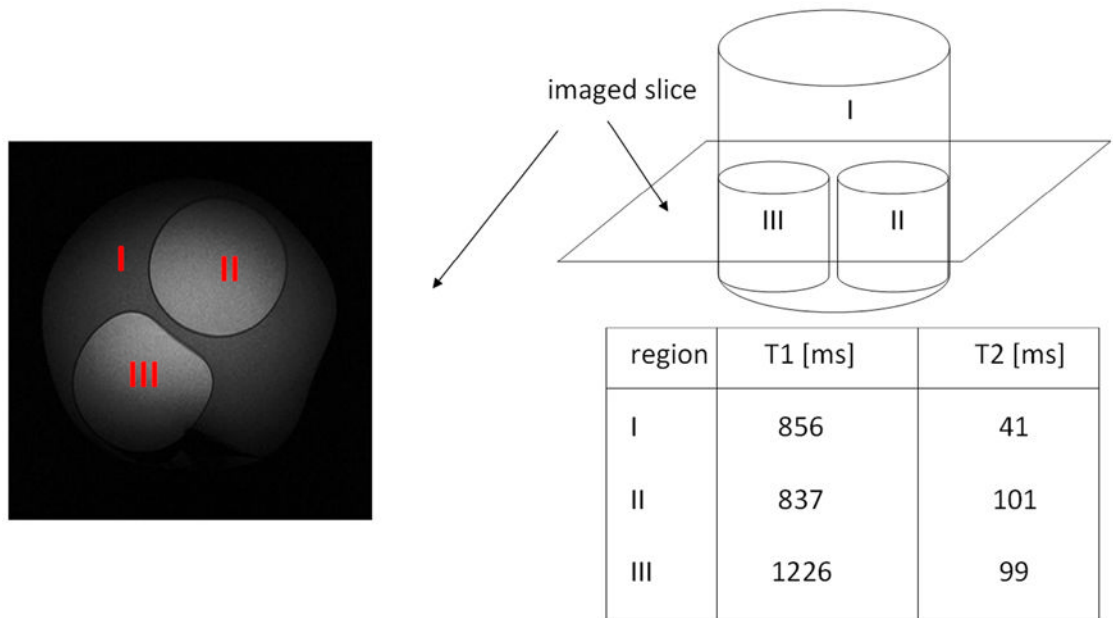 I
II
III
imaged slice
I
III
II
region T1 [ms] T2 [ms]
I 856 41
II 837 101
III 1226 99